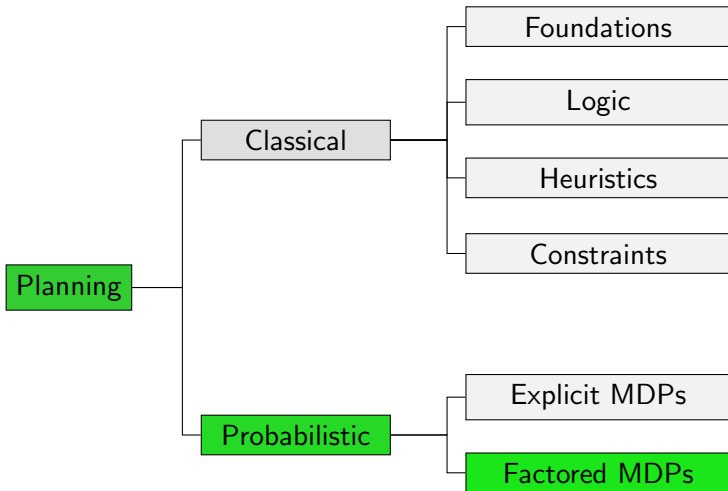 Foundations
Logic
Classical
Heuristics
Constraints
Planning
Explicit MDPs
Probabilistic
Factored MDPs